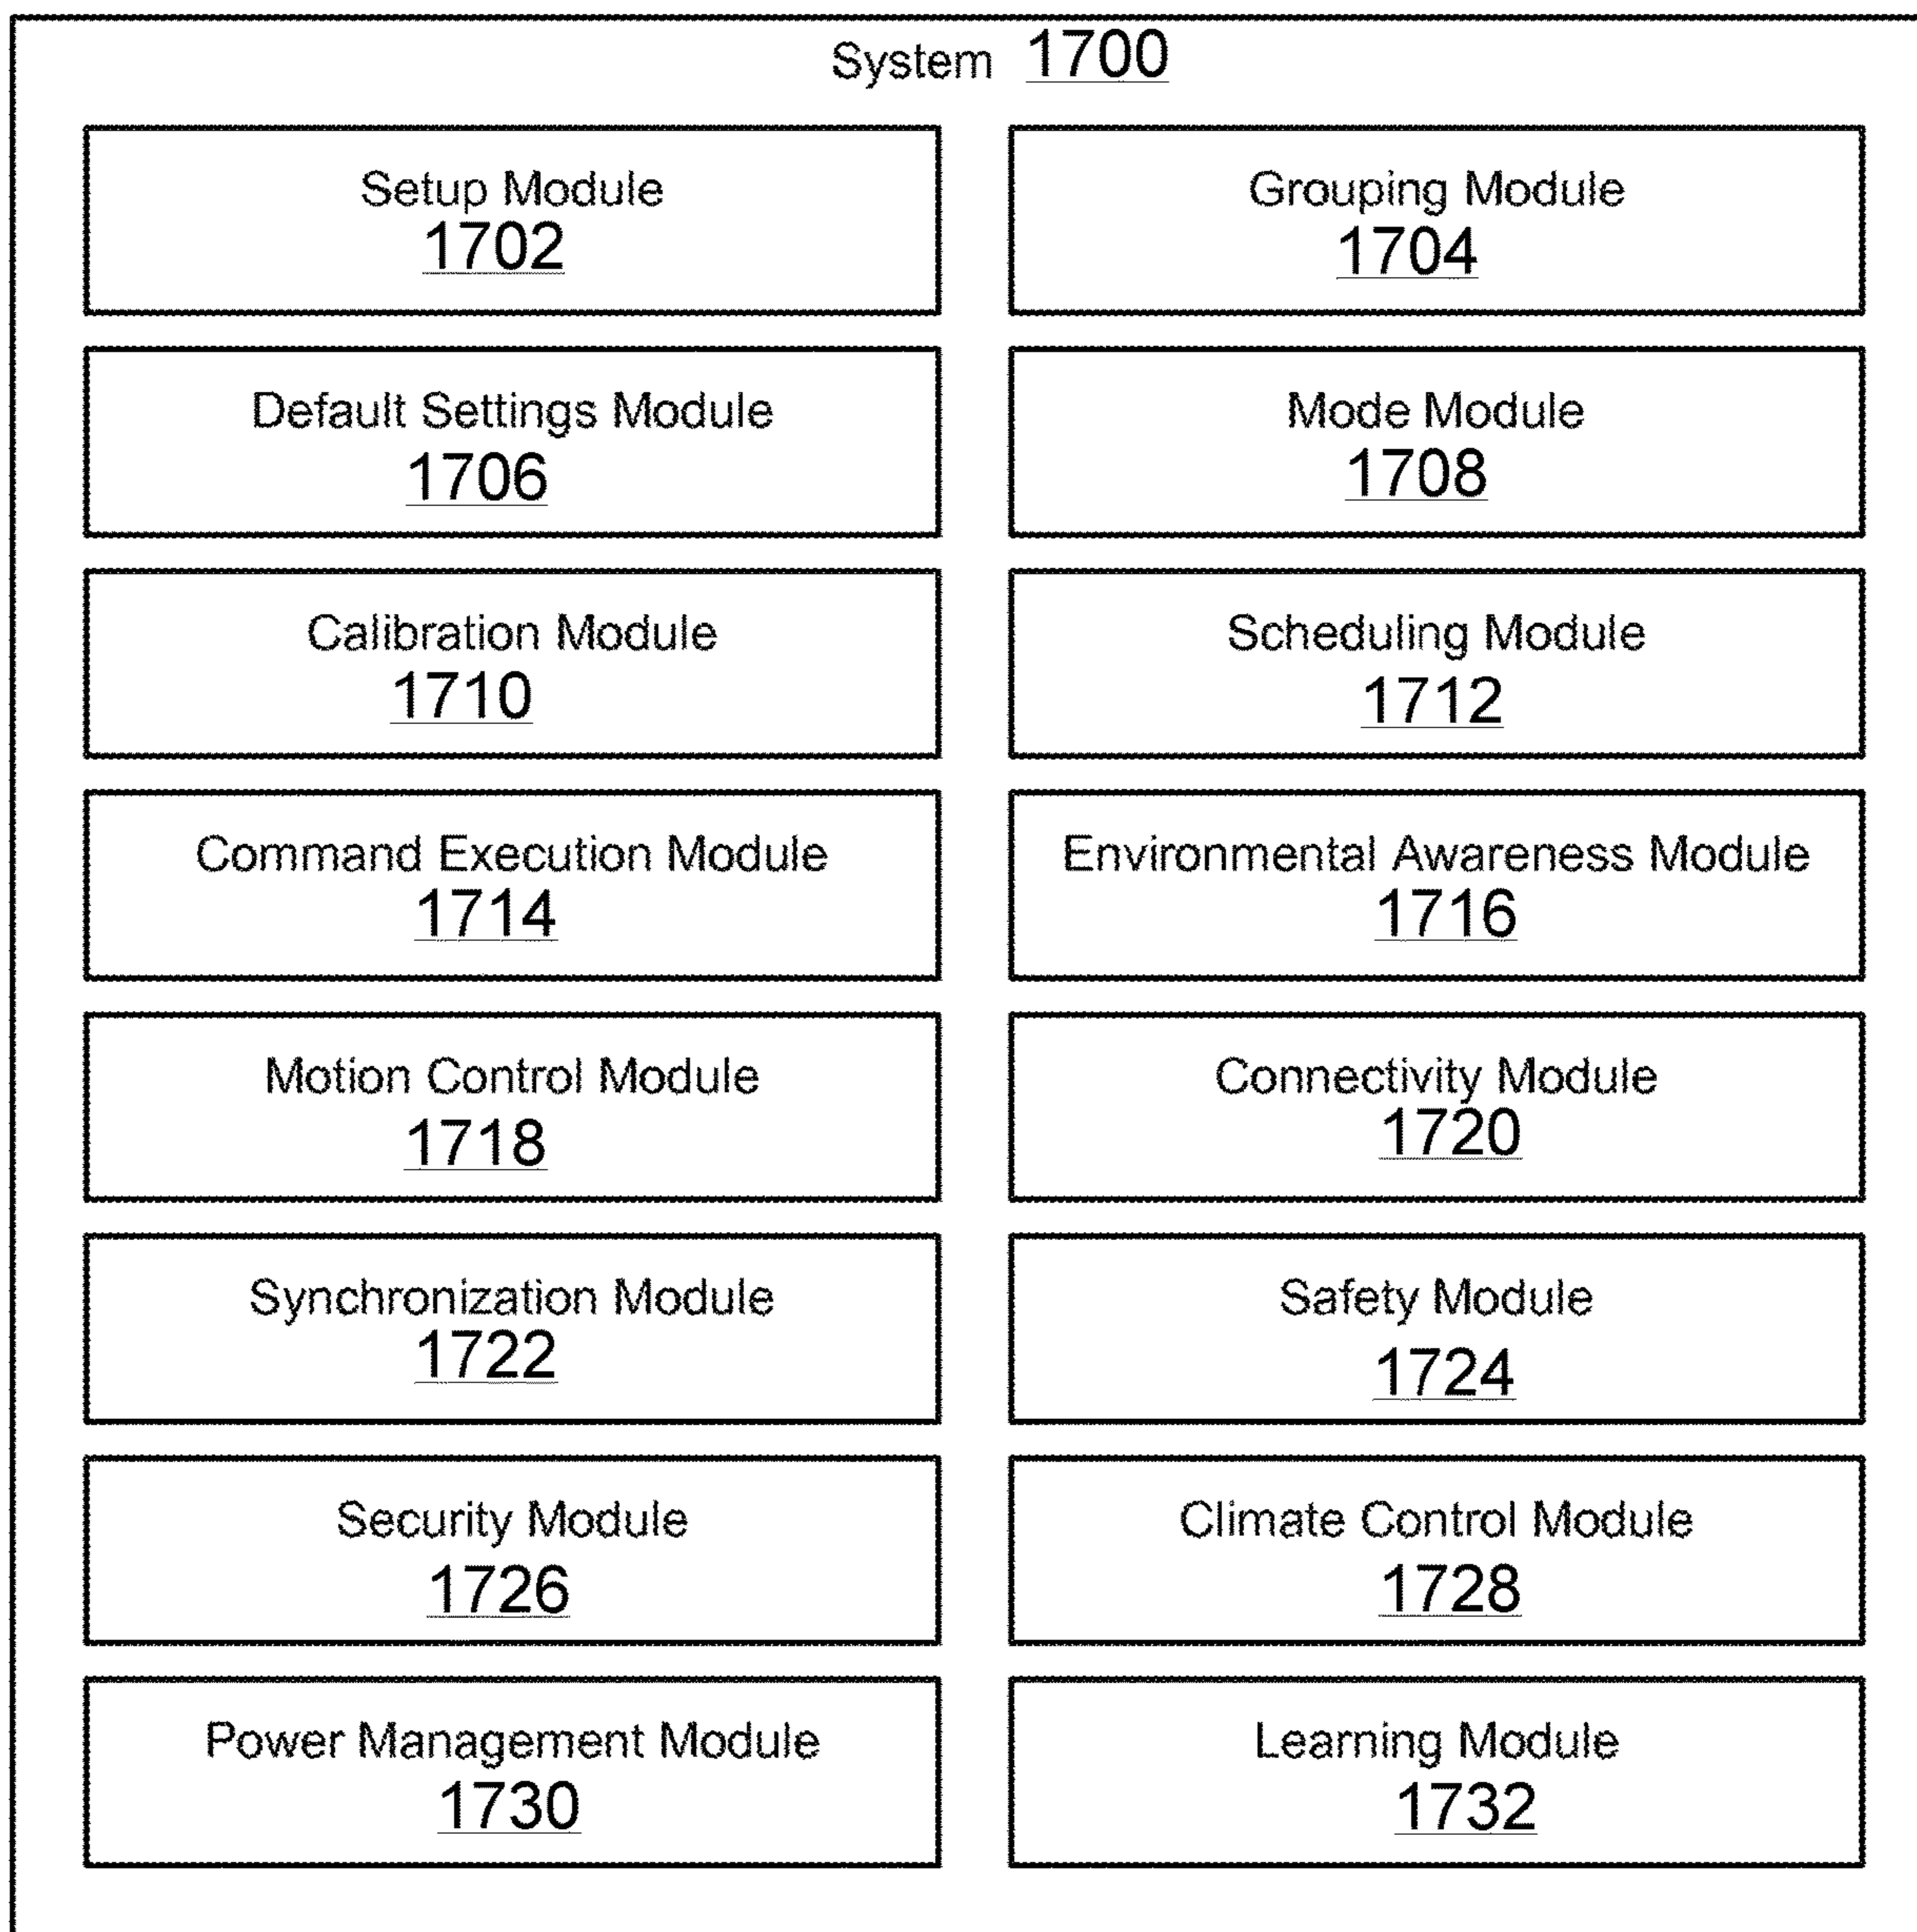 System 1700
Setup Module
1702
Grouping Module
1704
Default Settings Module
1706
Mode Module
1708
Calibration Module
1710
Scheduling Module
1712
Command Execution Module
1714
Environmental Awareness Module
1716
Motion Control Module
1718
Connectivity Module
1720
Synchronization Module
1722
Safety Module
1724
Security Module
1726
Climate Control Module
1728
Power Management Module
1730
Learning Module
1732